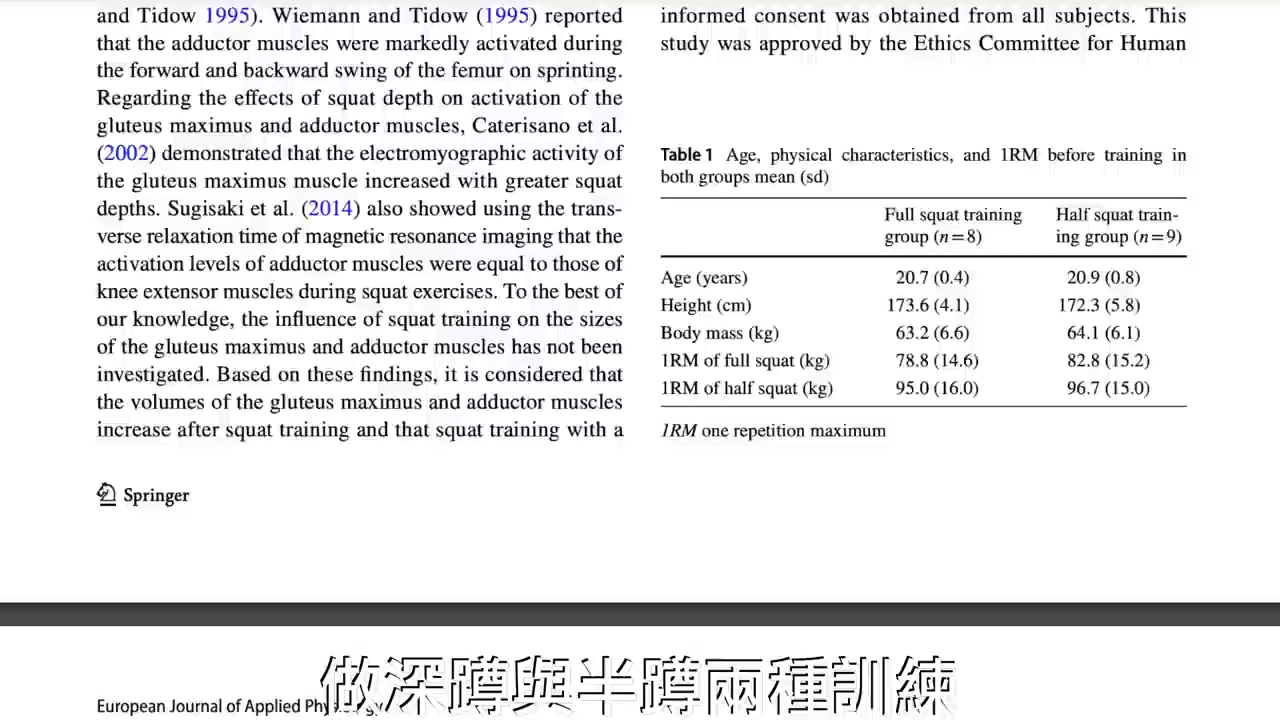 and Tidow 1995). Wiemann and Tidow (1995) reported
that the adductor muscles were markedly activated during
the forward and backward swing of the femur on sprinting.
Regarding the effects of squat depth on activation of the
gluteus maximus and adductor muscles, Caterisano et al.
(2002) demonstrated that the electromyographic activity of
the gluteus maximus muscle increased with greater squat
depths. Sugisaki et al. (2014) also showed using the trans-
verse relaxation time of magnetic resonance imaging that the
activation levels of adductor muscles were equal to those of
knee extensor muscles during squat exercises. To the best of
our knowledge, the influence of squat training on the sizes
of the gluteus maximus and adductor muscles has not been
investigated. Based on these findings, it is considered that
the volumes of the gluteus maximus and adductor muscles
increase after squat training and that squat training with a
informed consent was obtained from all subjects. This
study was approved by the Ethics Committee for Human
Table 1 Age, physical characteristics, and 1RM before training in
both groups mean (sd)
Full squat training Half squat train-
group (n=8) ing group (n=9)
Age (years) 20.7 (0.4) 20.9 (0.8)
Height (cm) 173.6 (4.1) 172.3 (5.8)
Body mass (kg) 63.2 (6.6) 64.1 (6.1)
1RM of full squat (kg) 78.8 (14.6) 82.8 (15.2)
1RM of half squat (kg) 95.0 (16.0) 96.7 (15.0)
1RM one repetition maximum
Springer
European Journal of Applied
做深蹲與半蹲兩種訓練